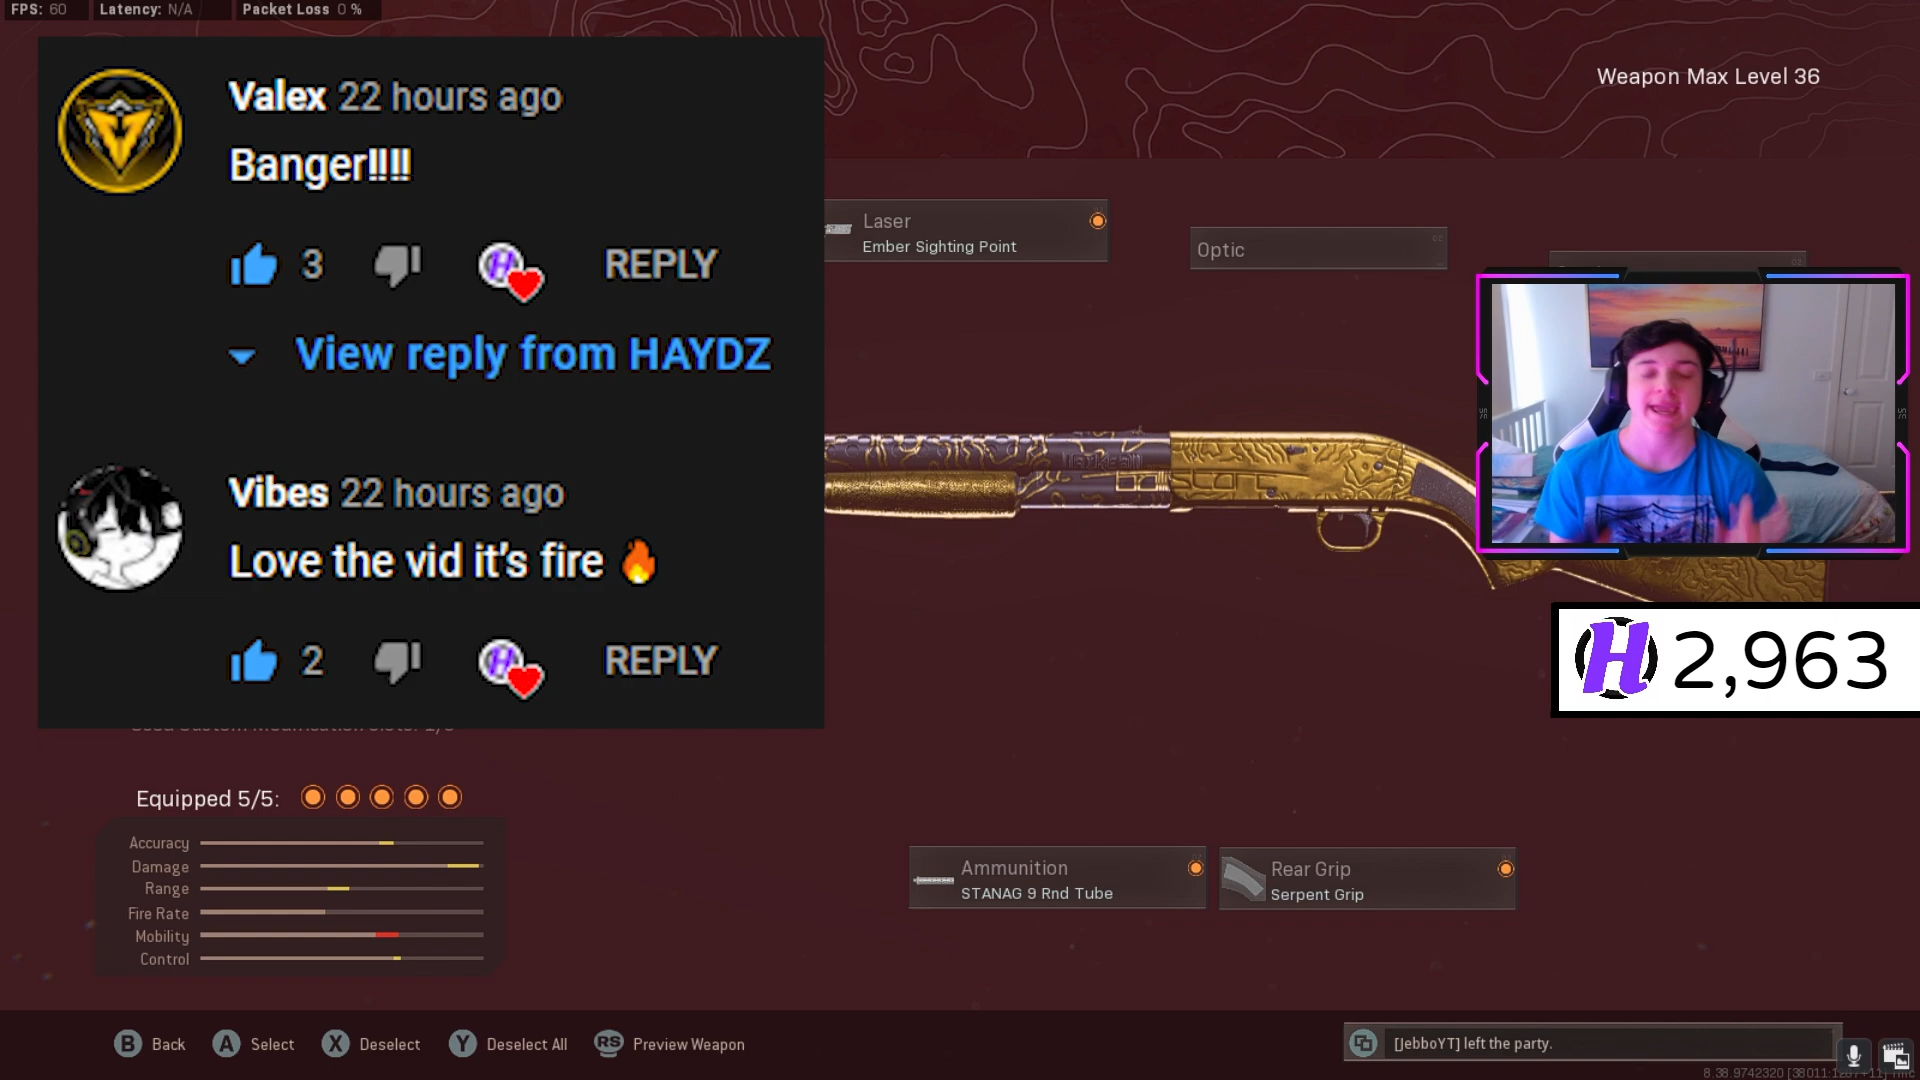 FPS: 60 Latency: N/A Packet Loss 0 %
Valex 22 hours ago
Banger!!!!
3 REPLY
View reply from HAYDZ
Vibes 22 hours ago
Love the vid it's fire 🔥
2 REPLY
Weapon Max Level 36
Laser
Ember Sighting Point
Optic
H 2,963
Equipped 5/5:
Accuracy
Damage
Range
Fire Rate
Mobility
Control
Ammunition
STANAG 9 Rnd Tube
Rear Grip
Serpent Grip
B Back A Select X Deselect Y Deselect All RS Preview Weapon
[JebboYT] left the party.